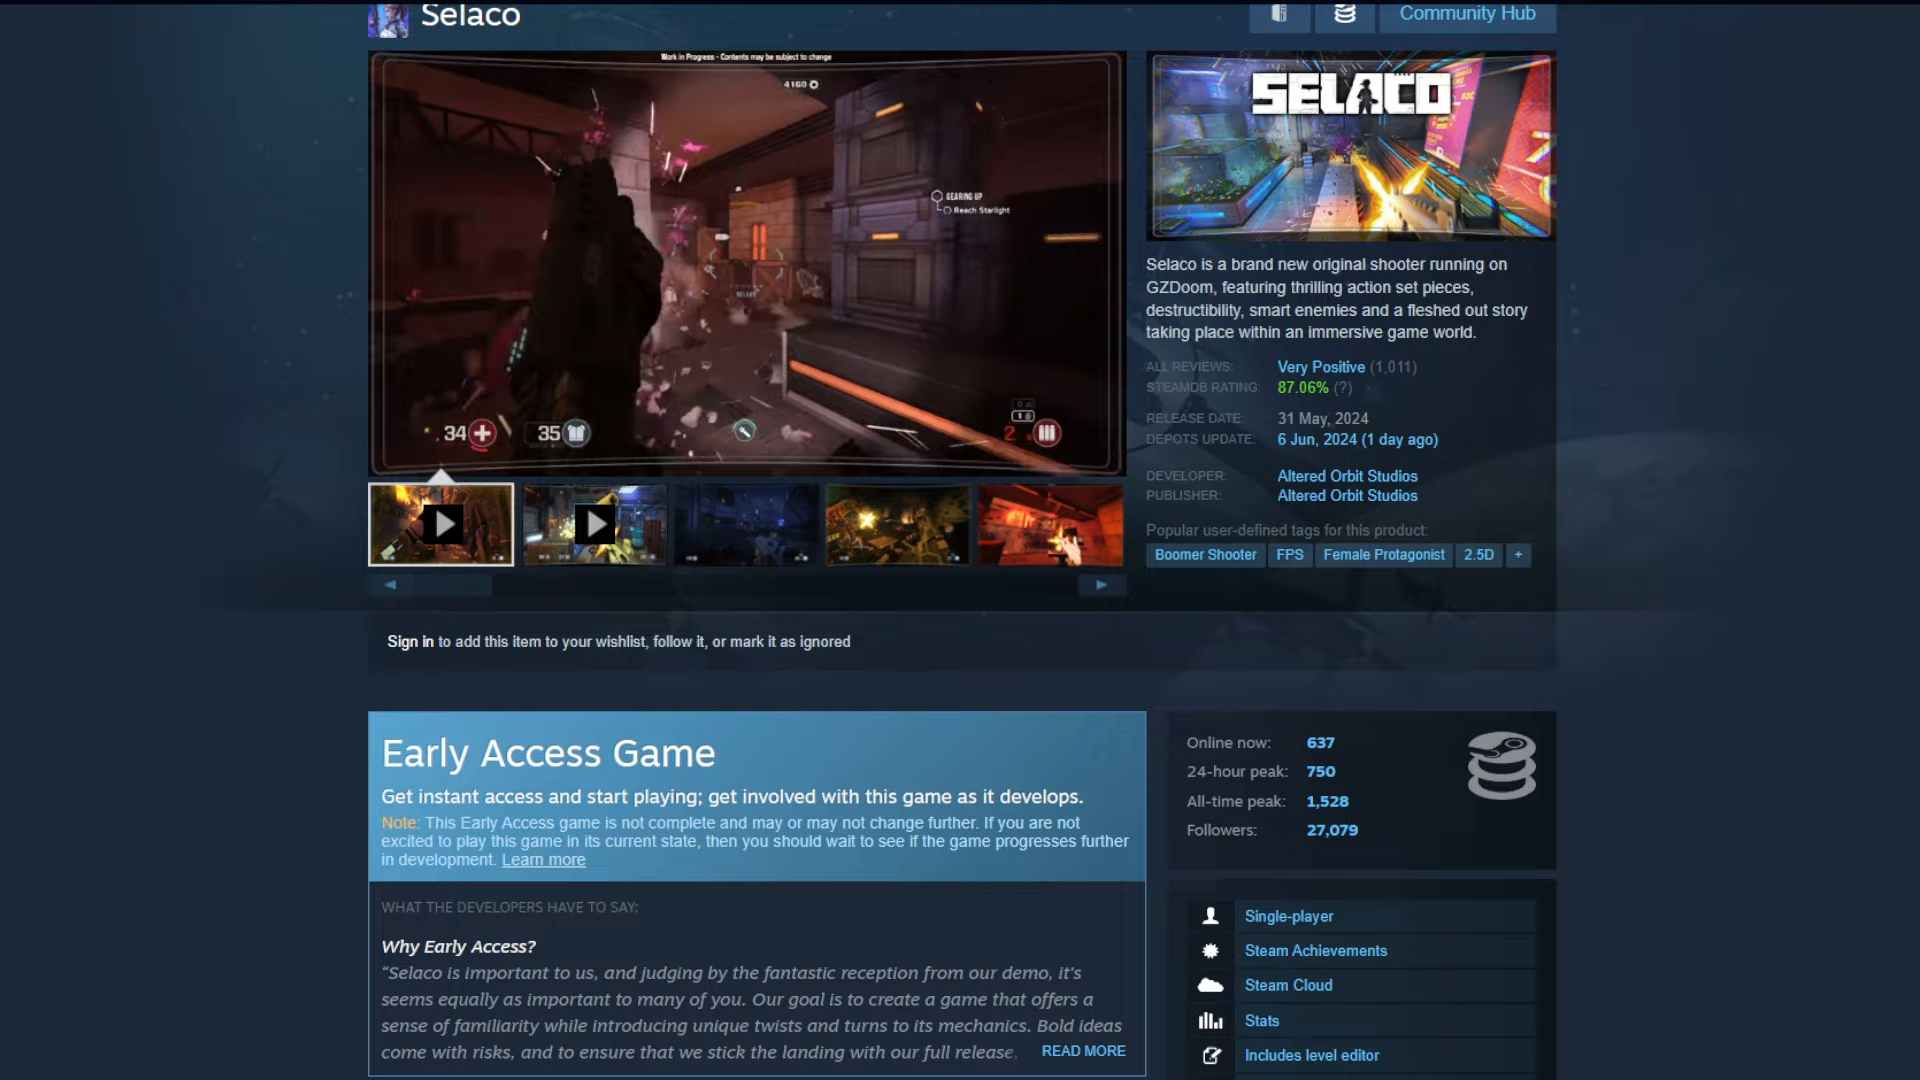 Selaco
Community Hub
Work in Progress - Contents may be subject to change
4160
GEARING UP
Reach Starlight
34
35
2
SELACO
Selaco is a brand new original shooter running on
GZDoom, featuring thrilling action set pieces,
destructibility, smart enemies and a fleshed out story
taking place within an immersive game world.
ALL REVIEWS: Very Positive (1,011)
STEAMDB RATING: 87.06% (?)
RELEASE DATE: 31 May, 2024
DEPOTS UPDATE: 6 Jun, 2024 (1 day ago)
DEVELOPER: Altered Orbit Studios
PUBLISHER: Altered Orbit Studios
Popular user-defined tags for this product:
Boomer Shooter FPS Female Protagonist 2.5D +
Sign in to add this item to your wishlist, follow it, or mark it as ignored
Early Access Game
Get instant access and start playing; get involved with this game as it develops.
Note: This Early Access game is not complete and may or may not change further. If you are not
excited to play this game in its current state, then you should wait to see if the game progresses further
in development. Learn more
WHAT THE DEVELOPERS HAVE TO SAY:
Why Early Access?
“Selaco is important to us, and judging by the fantastic reception from our demo, it's
seems equally as important to many of you. Our goal is to create a game that offers a
sense of familiarity while introducing unique twists and turns to its mechanics. Bold ideas
come with risks, and to ensure that we stick the landing with our full release, READ MORE
Online now: 637
24-hour peak: 750
All-time peak: 1,528
Followers: 27,079
Single-player
Steam Achievements
Steam Cloud
Stats
Includes level editor